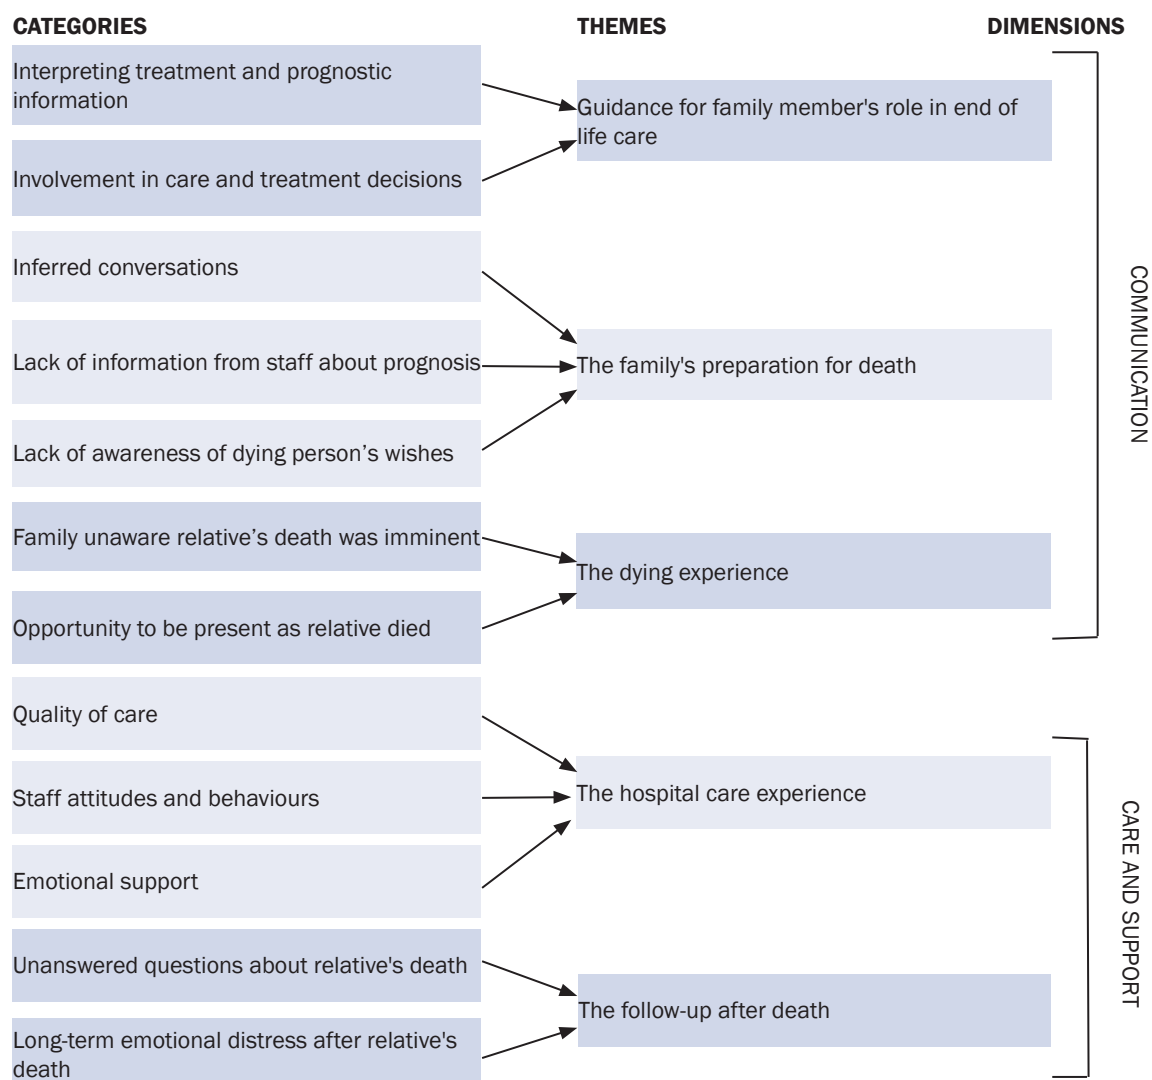 CATEGORIES
THEMES
DIMENSIONS
Interpreting treatment and prognostic
information
Involvement in care and treatment decisions
Guidance for family member's role in end of
life care
Inferred conversations
Lack of information from staff about prognosis
Lack of awareness of dying person’s wishes
The family's preparation for death
Family unaware relative’s death was imminent
Opportunity to be present as relative died
The dying experience
COMMUNICATION
Quality of care
Staff attitudes and behaviours
Emotional support
The hospital care experience
Unanswered questions about relative's death
Long-term emotional distress after relative's
death
The follow-up after death
CARE AND SUPPORT